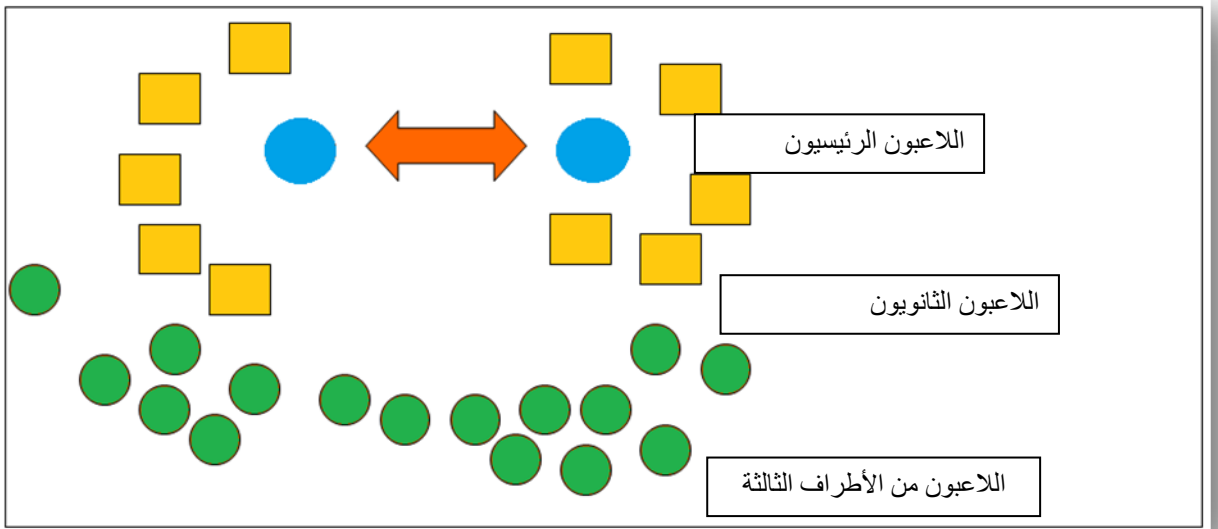 اللاعبون الرئيسيون
اللاعبون الثانويون
اللاعبون من الأطراف الثالثة